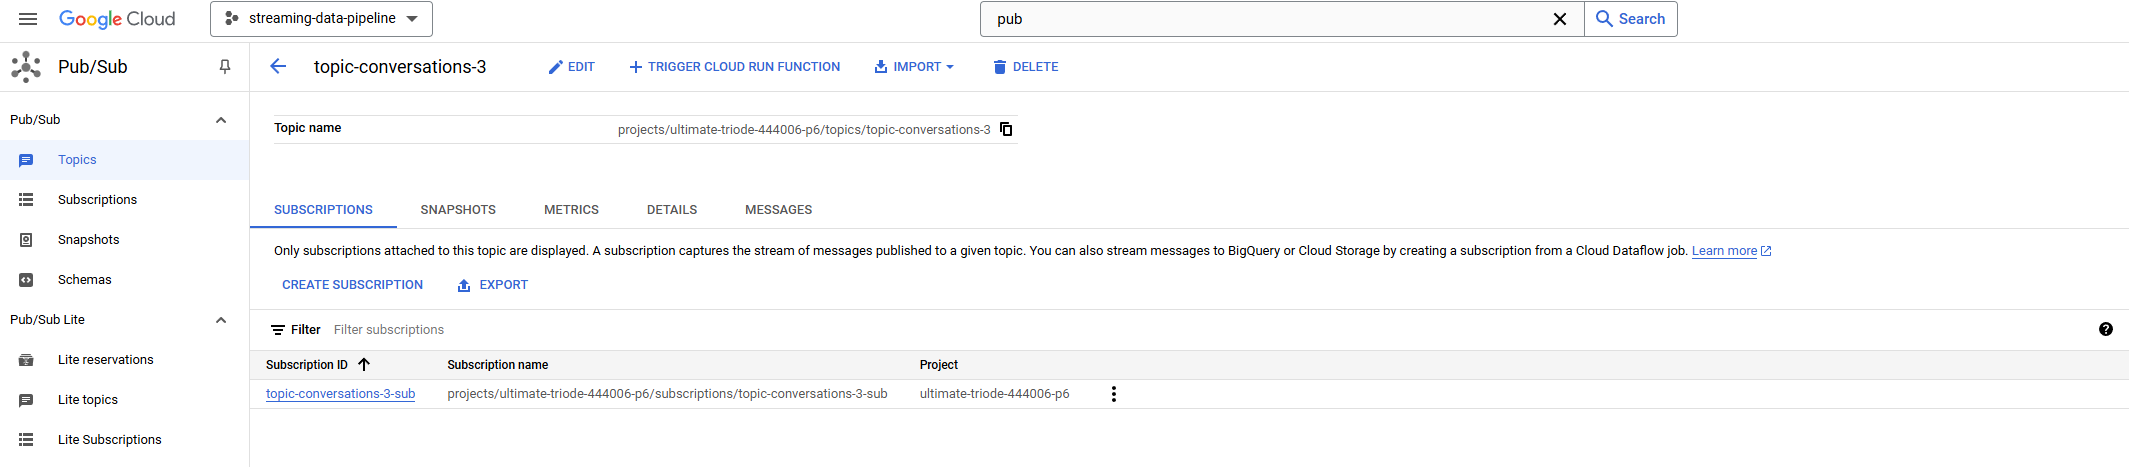 Google Cloud
streaming-data-pipeline
pub
Search
Pub/Sub
topic-conversations-3
EDIT
TRIGGER CLOUD RUN FUNCTION
IMPORT
DELETE
Pub/Sub
Topics
Subscriptions
Snapshots
Schemas
Pub/Sub Lite
Lite reservations
Lite topics
Lite Subscriptions
Topic name projects/ultimate-triode-444006-p6/topics/topic-conversations-3
SUBSCRIPTIONS SNAPSHOTS METRICS DETAILS MESSAGES
Only subscriptions attached to this topic are displayed. A subscription captures the stream of messages published to a given topic. You can also stream messages to BigQuery or Cloud Storage by creating a subscription from a Cloud Dataflow job. Learn more
CREATE SUBSCRIPTION EXPORT
Filter Filter subscriptions
Subscription ID Subscription name Project
topic-conversations-3-sub projects/ultimate-triode-444006-p6/subscriptions/topic-conversations-3-sub ultimate-triode-444006-p6